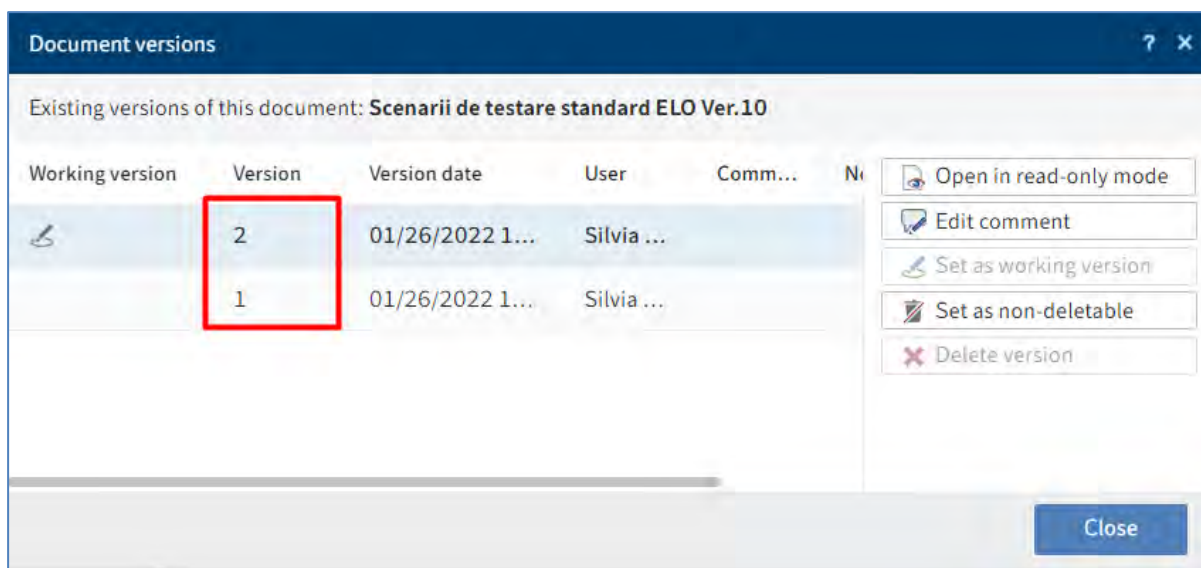 Document versions ? ×
Existing versions of this document: Scenarii de testare standard ELO Ver.10
Working version Version Version date User Comm... No
2 01/26/2022 1... Silvia ...
1 01/26/2022 1... Silvia ...
Open in read-only mode
Edit comment
Set as working version
Set as non-deletable
Delete version
Close